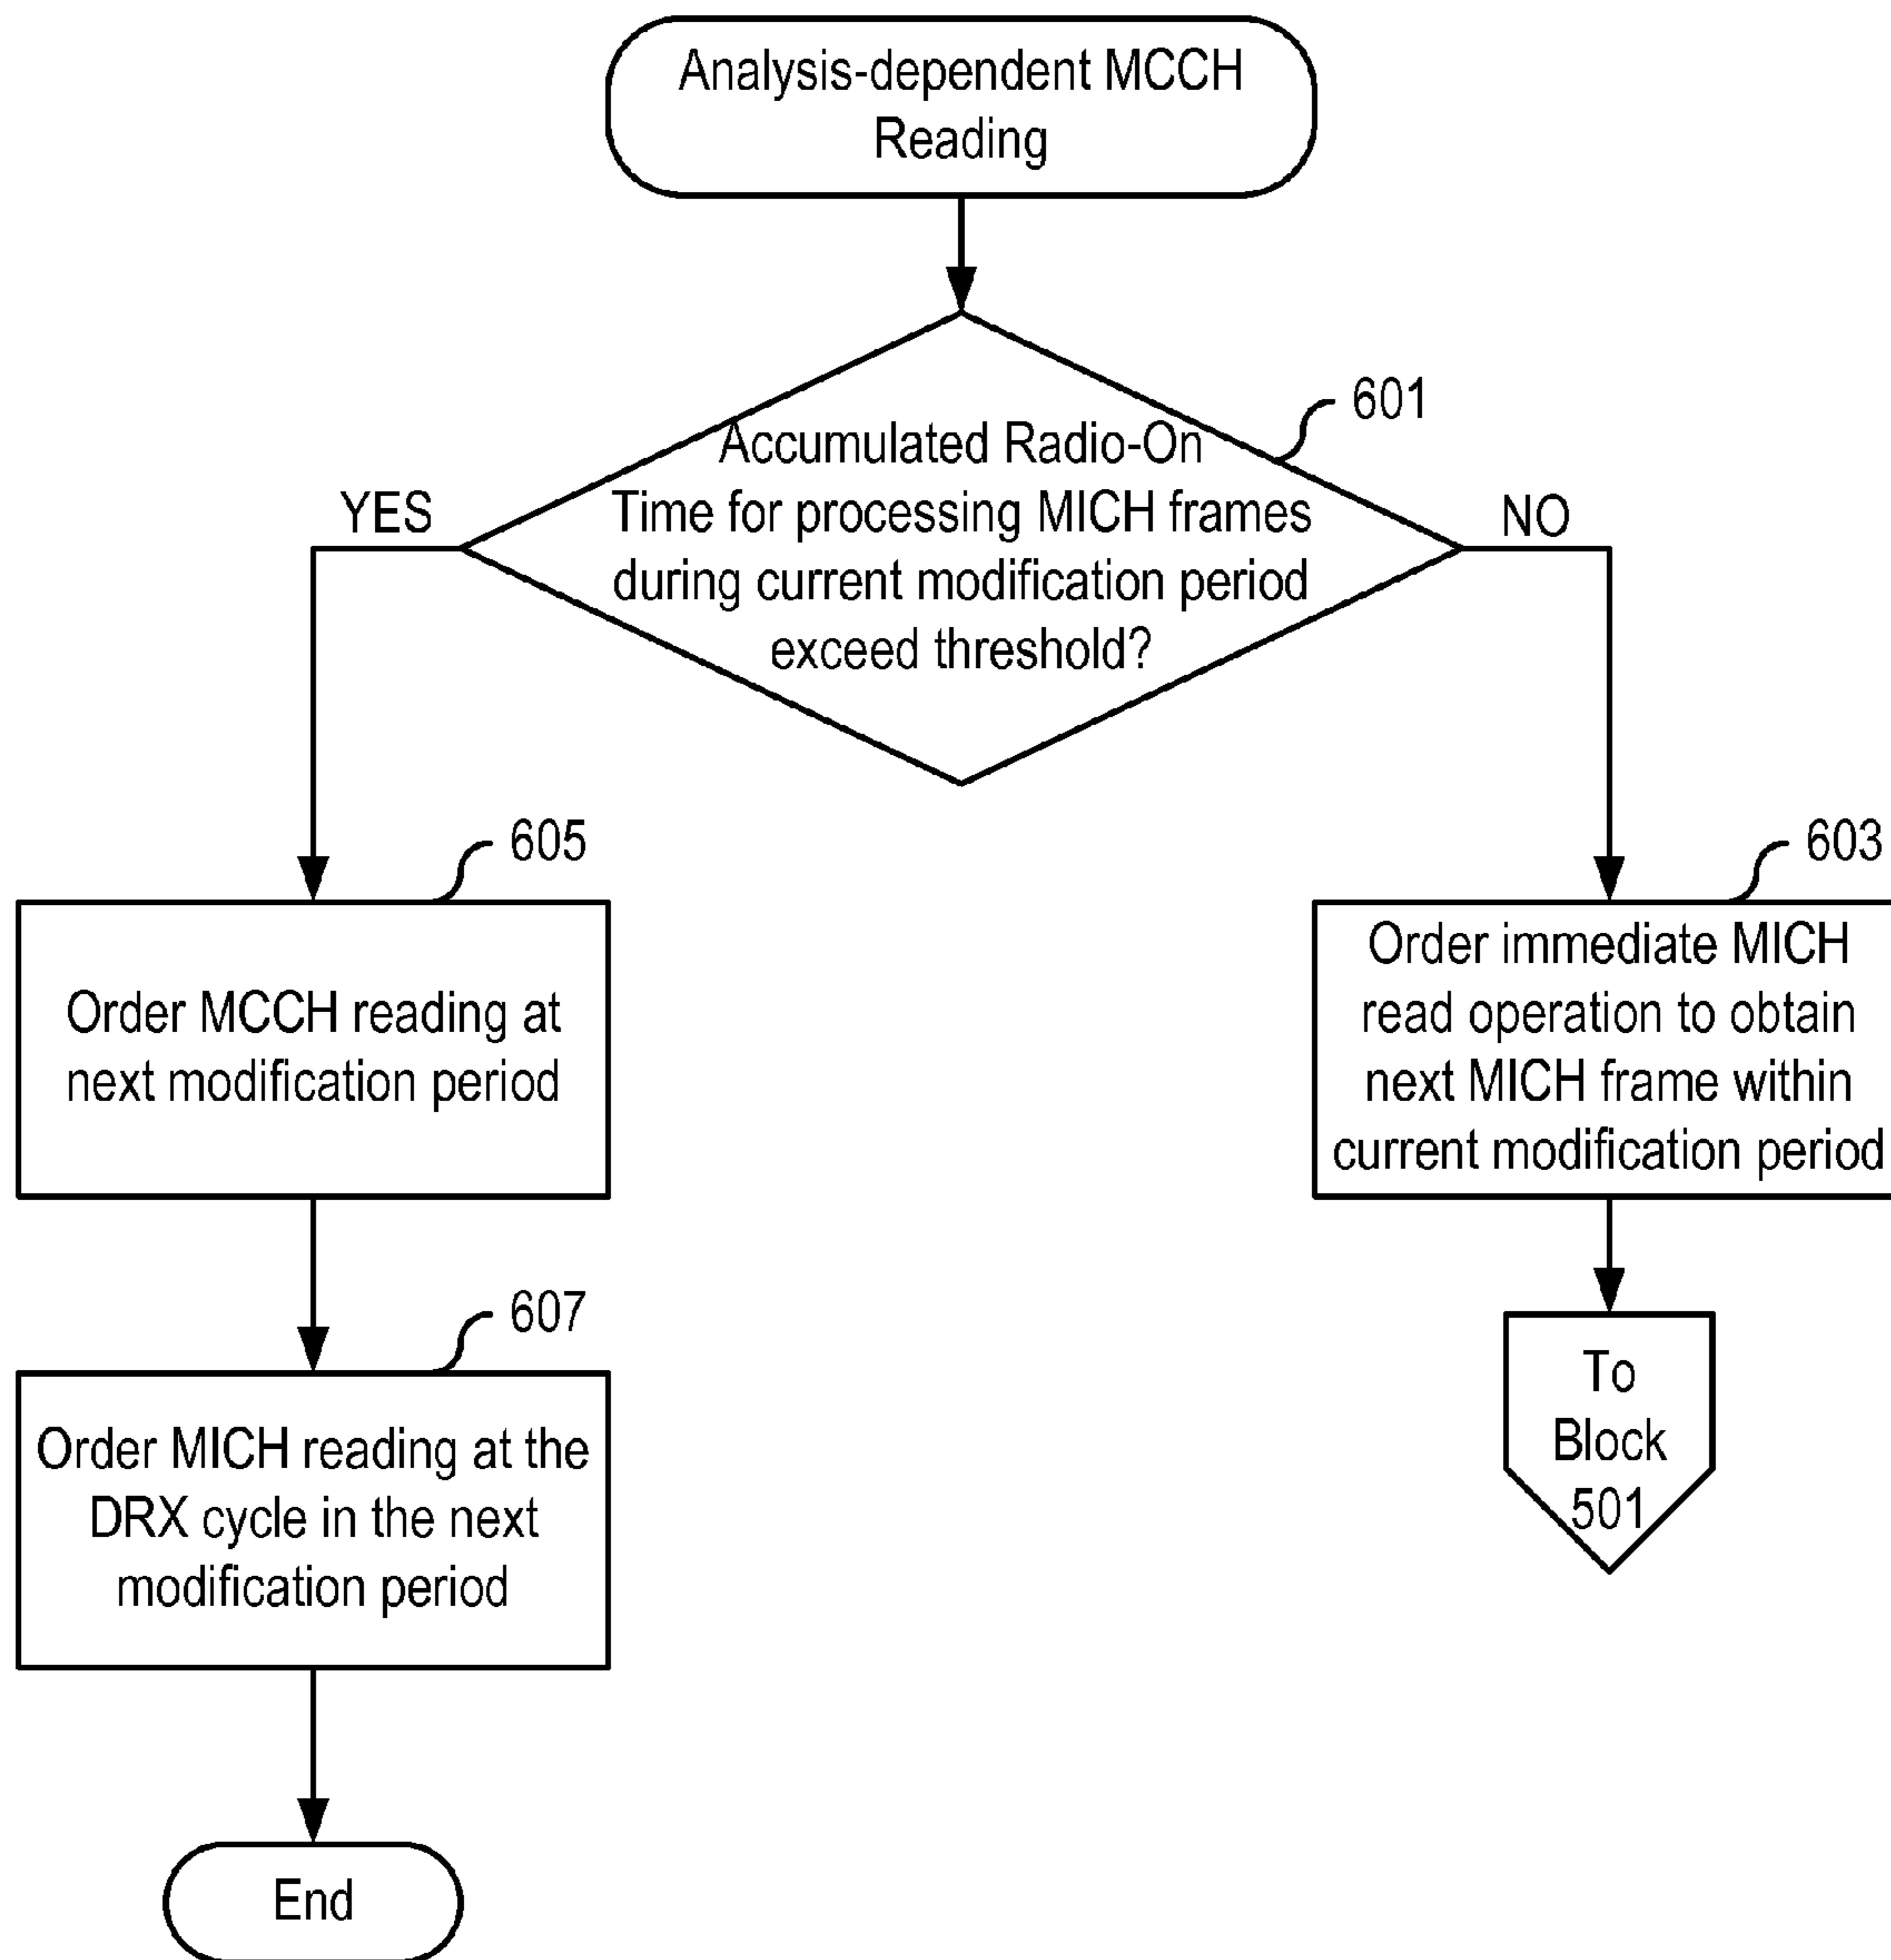 Analysis-dependent MCCH
Reading
601
Accumulated Radio-On
Time for processing MICH frames
during current modification period
exceed threshold?
YES
NO
605
Order MCCH reading at
next modification period
603
Order immediate MICH
read operation to obtain
next MICH frame within
current modification period
607
Order MICH reading at the
DRX cycle in the next
modification period
To
Block
501
End